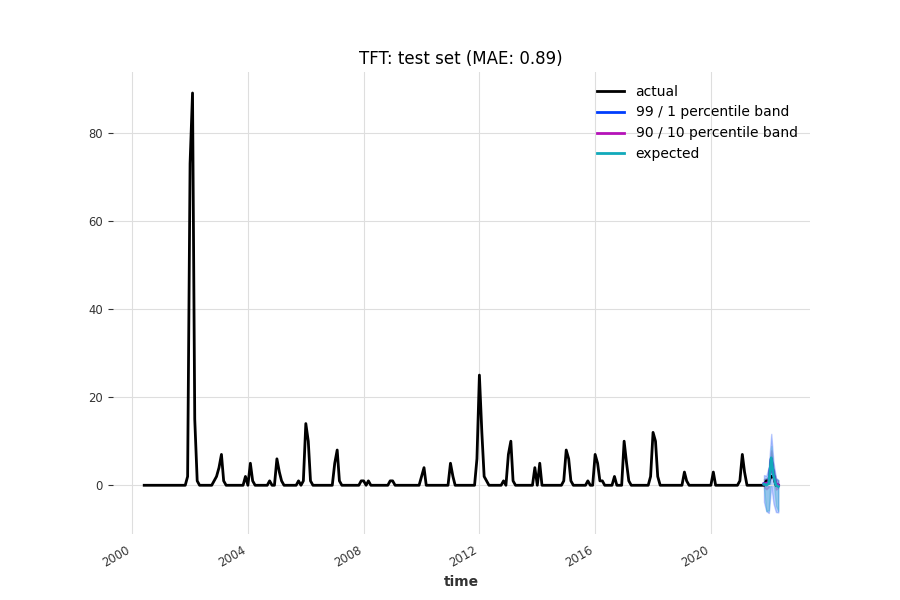 TFT: test set (MAE: 0.89)
actual
99 / 1 percentile band
90 / 10 percentile band
expected
80
60
40
20
0
2000
2004
2008
2012
2016
2020
time